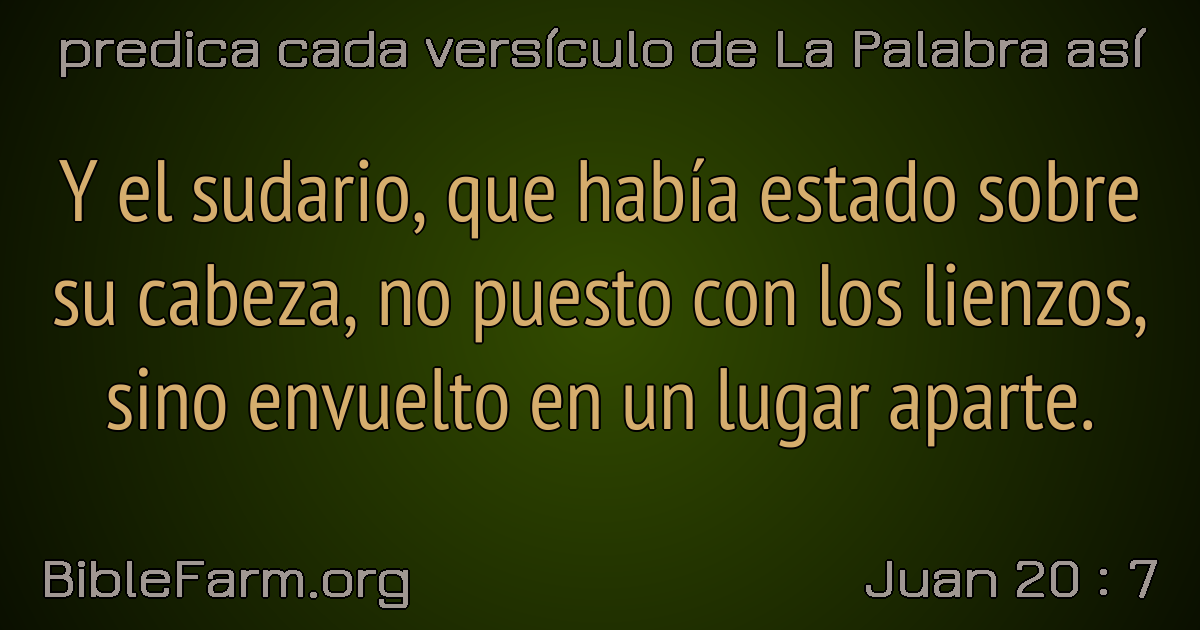 predica cada versículo de La Palabra así
Y el sudario, que había estado sobre
su cabeza, no puesto con los lienzos,
sino envuelto en un lugar aparte.
BibleFarm.org
Juan 20 : 7